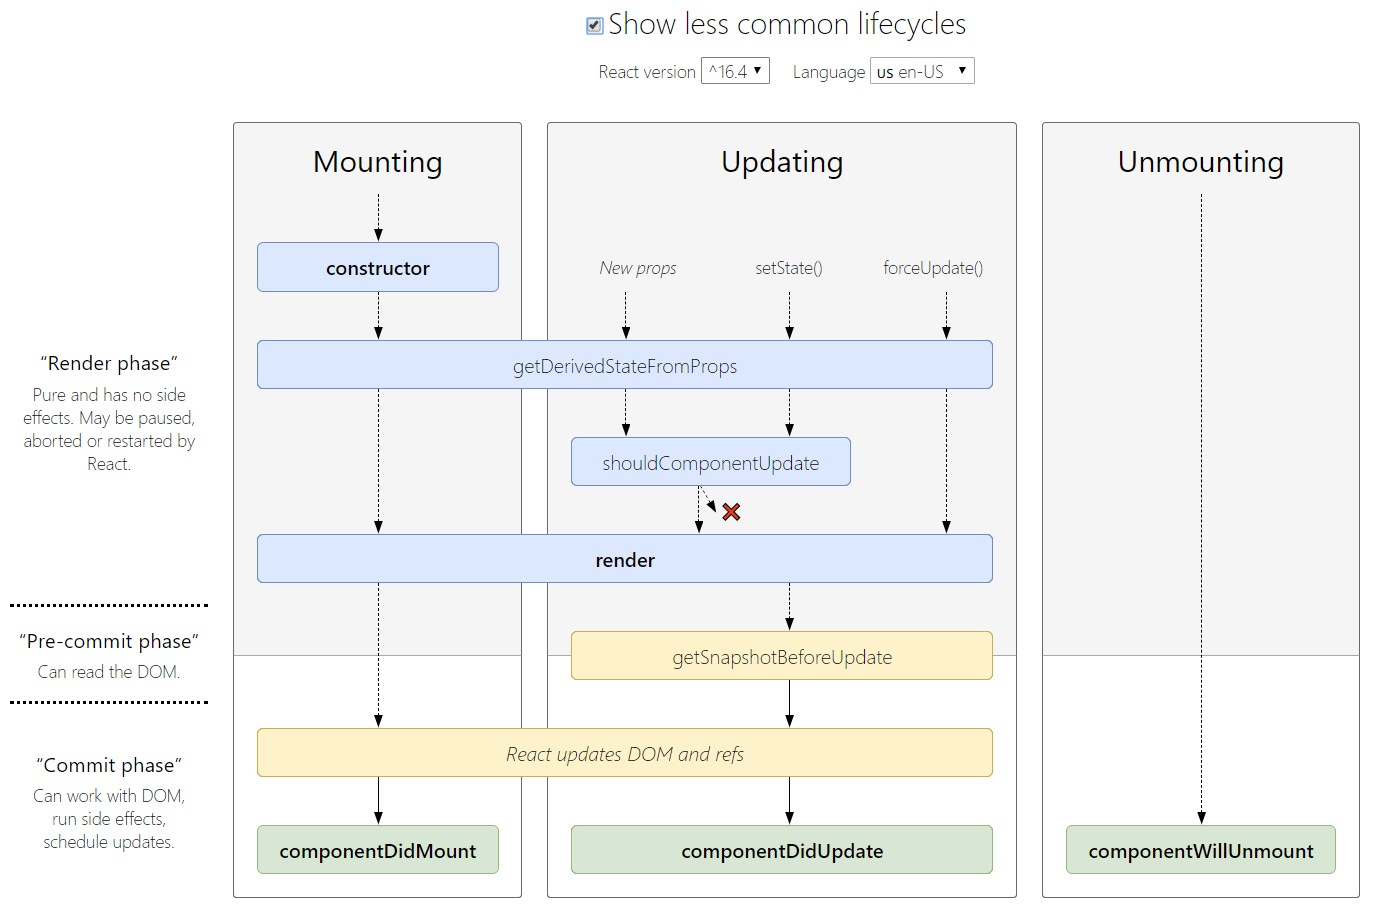 Show less common lifecycles
React version ^16.4 Language us en-US
Mounting
Updating
Unmounting
constructor
New props
setState()
forceUpdate()
“Render phase”
Pure and has no side
effects. May be paused,
aborted or restarted by
React.
getDerivedStateFromProps
shouldComponentUpdate
render
“Pre-commit phase”
Can read the DOM.
getSnapshotBeforeUpdate
“Commit phase”
Can work with DOM,
run side effects,
schedule updates.
React updates DOM and refs
componentDidMount
componentDidUpdate
componentWillUnmount